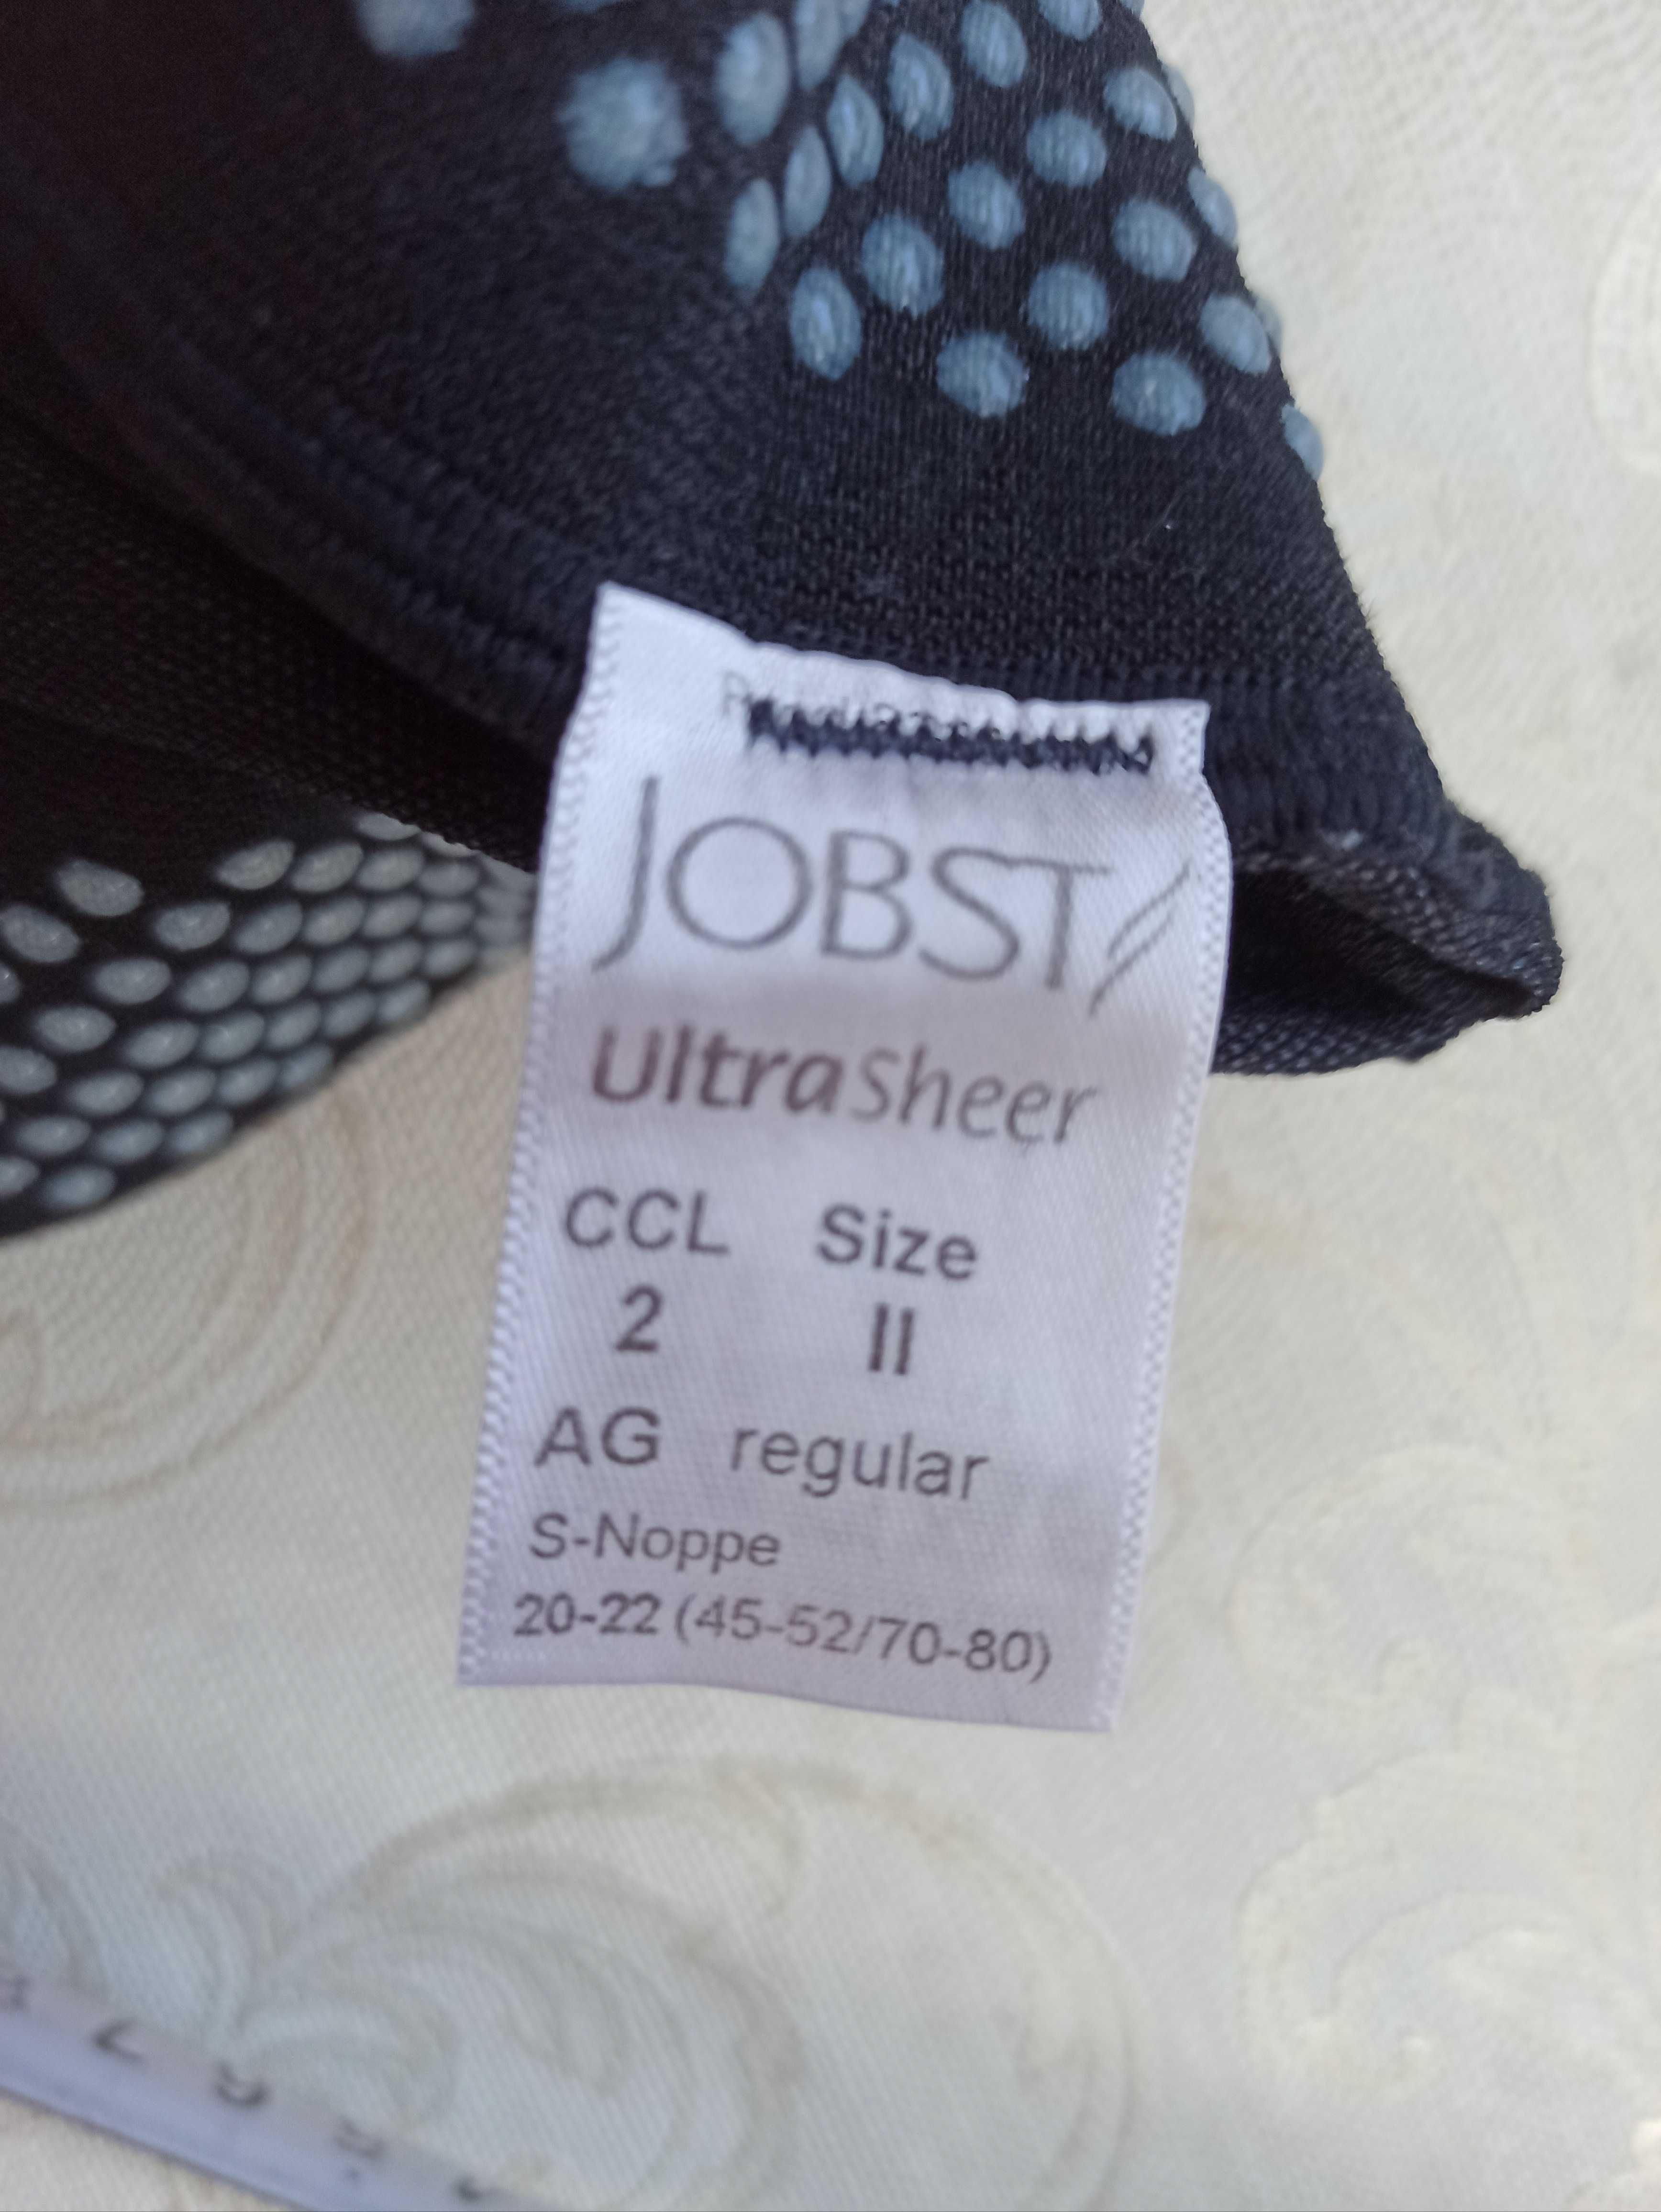 JOBST
UltraSheer
CCL Size
2 II
AG regular
S-Noppe
20-22 (45-52/70-80)